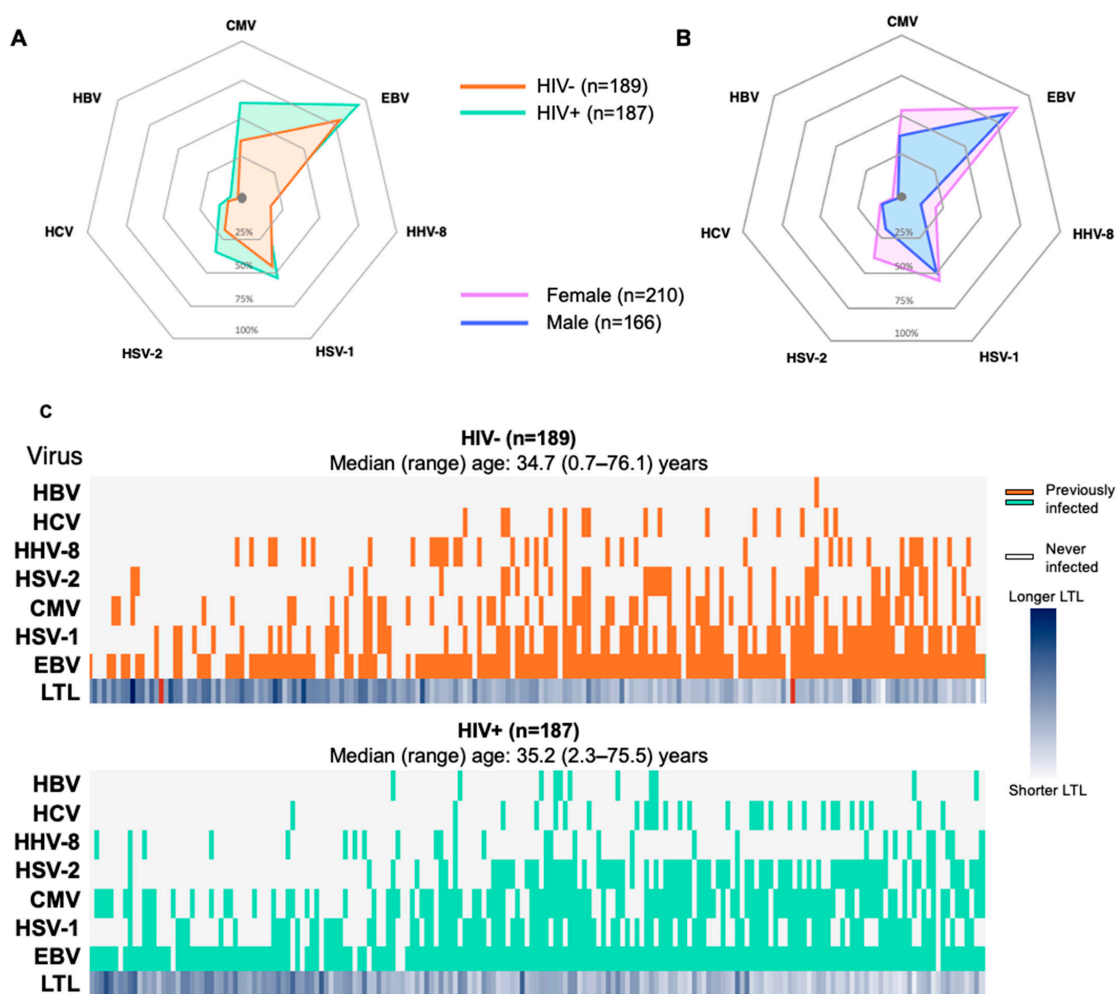 A
CMV
HBV
EBV
HCV
HHV-8
HSV-2
HSV-1
25%
50%
75%
100%
HIV- (n=189)
HIV+ (n=187)
Female (n=210)
Male (n=166)
B
CMV
HBV
EBV
HCV
HHV-8
HSV-2
HSV-1
25%
50%
75%
100%
C
HIV- (n=189)
Median (range) age: 34.7 (0.7–76.1) years
Virus
HBV
HCV
HHV-8
HSV-2
CMV
HSV-1
EBV
LTL
HIV+ (n=187)
Median (range) age: 35.2 (2.3–75.5) years
HBV
HCV
HHV-8
HSV-2
CMV
HSV-1
EBV
LTL
Previously
infected
Never
infected
Longer LTL
Shorter LTL